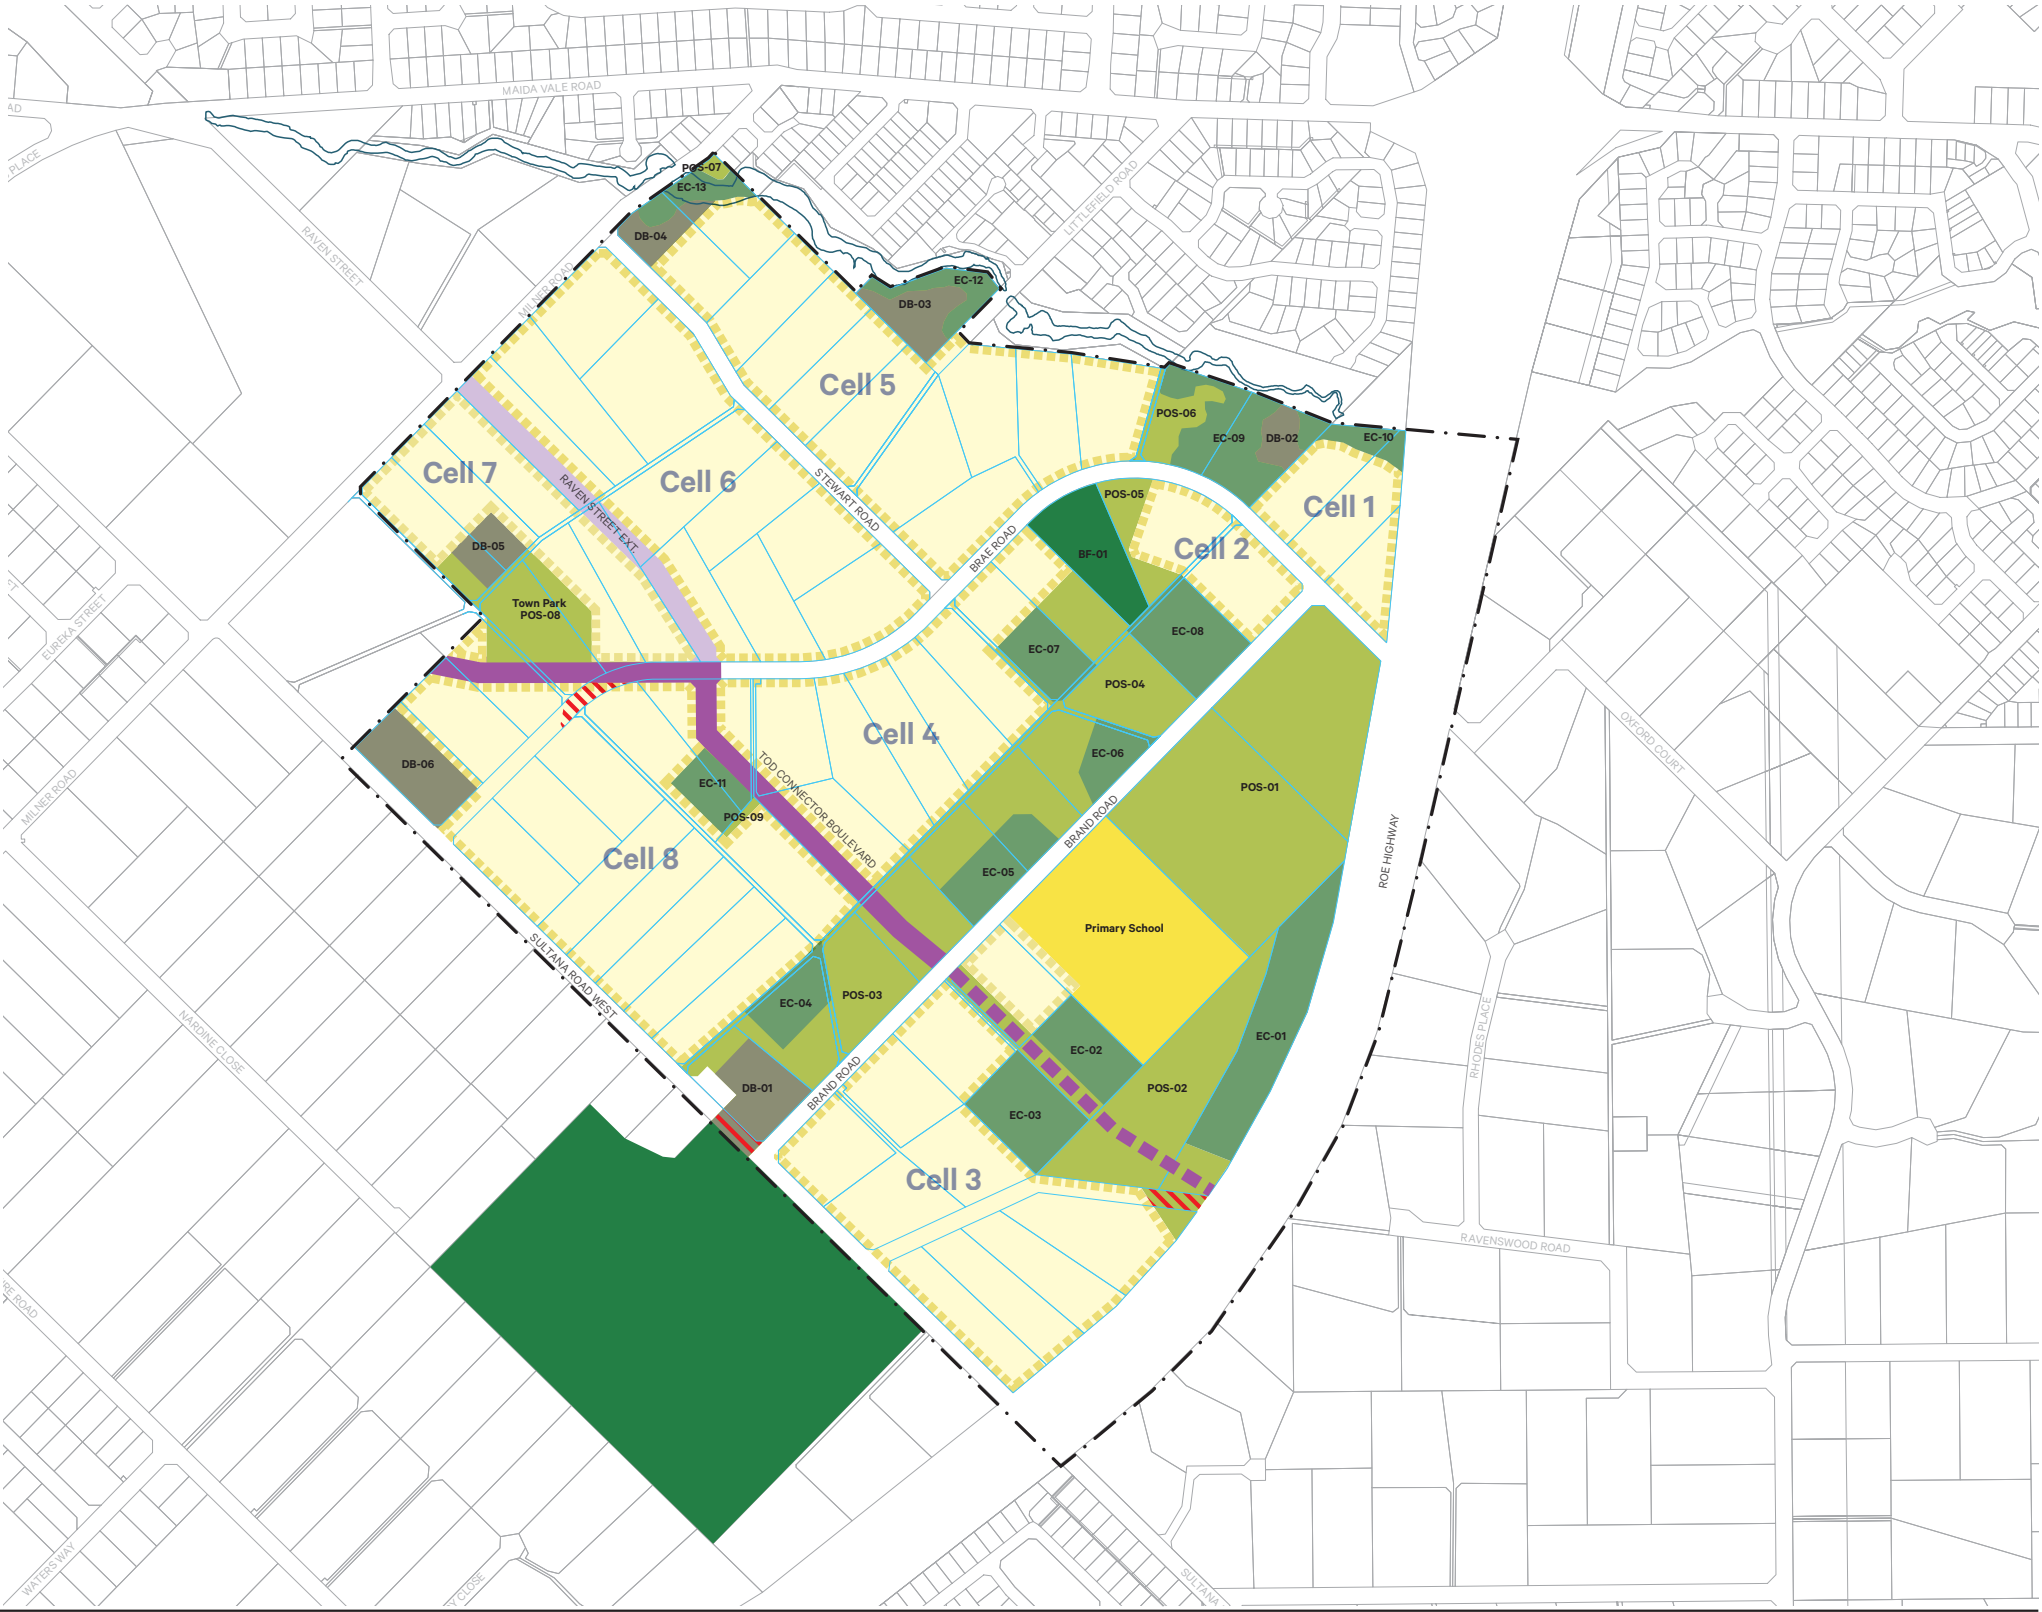 MAIDA VALE ROAD
AD
PLACE
POS-07
EC-13
LITTLEFIELD ROAD
DB-04
RAVEN STREET
MILNER ROAD
EC-12
DB-03
Cell 5
POS-06
EC-09
DB-02
EC-10
Cell 7
Cell 6
STEWART ROAD
POS-05
Cell 1
RAVEN STREET EXT.
BRAE ROAD
DB-05
BF-01
Cell 2
Town Park
POS-08
EUREKA STREET
EC-08
EC-07
POS-04
Cell 4
OXFORD COURT
EC-06
DB-06
MILNER ROAD
EC-11
POS-01
TOD CONNECTOR BOULEVARD
POS-09
BRAND ROAD
Cell 8
ROE HIGHWAY
EC-05
Primary School
SULTANA ROAD WEST
EC-04
POS-03
NARDINE CLOSE
EC-01
RHODES PLACE
EC-02
DB-01
BRAND ROAD
POS-02
EC-03
Cell 3
RAVENSWOOD ROAD
RE ROAD
WATERS WAY
Y CLOSE
SULTANA